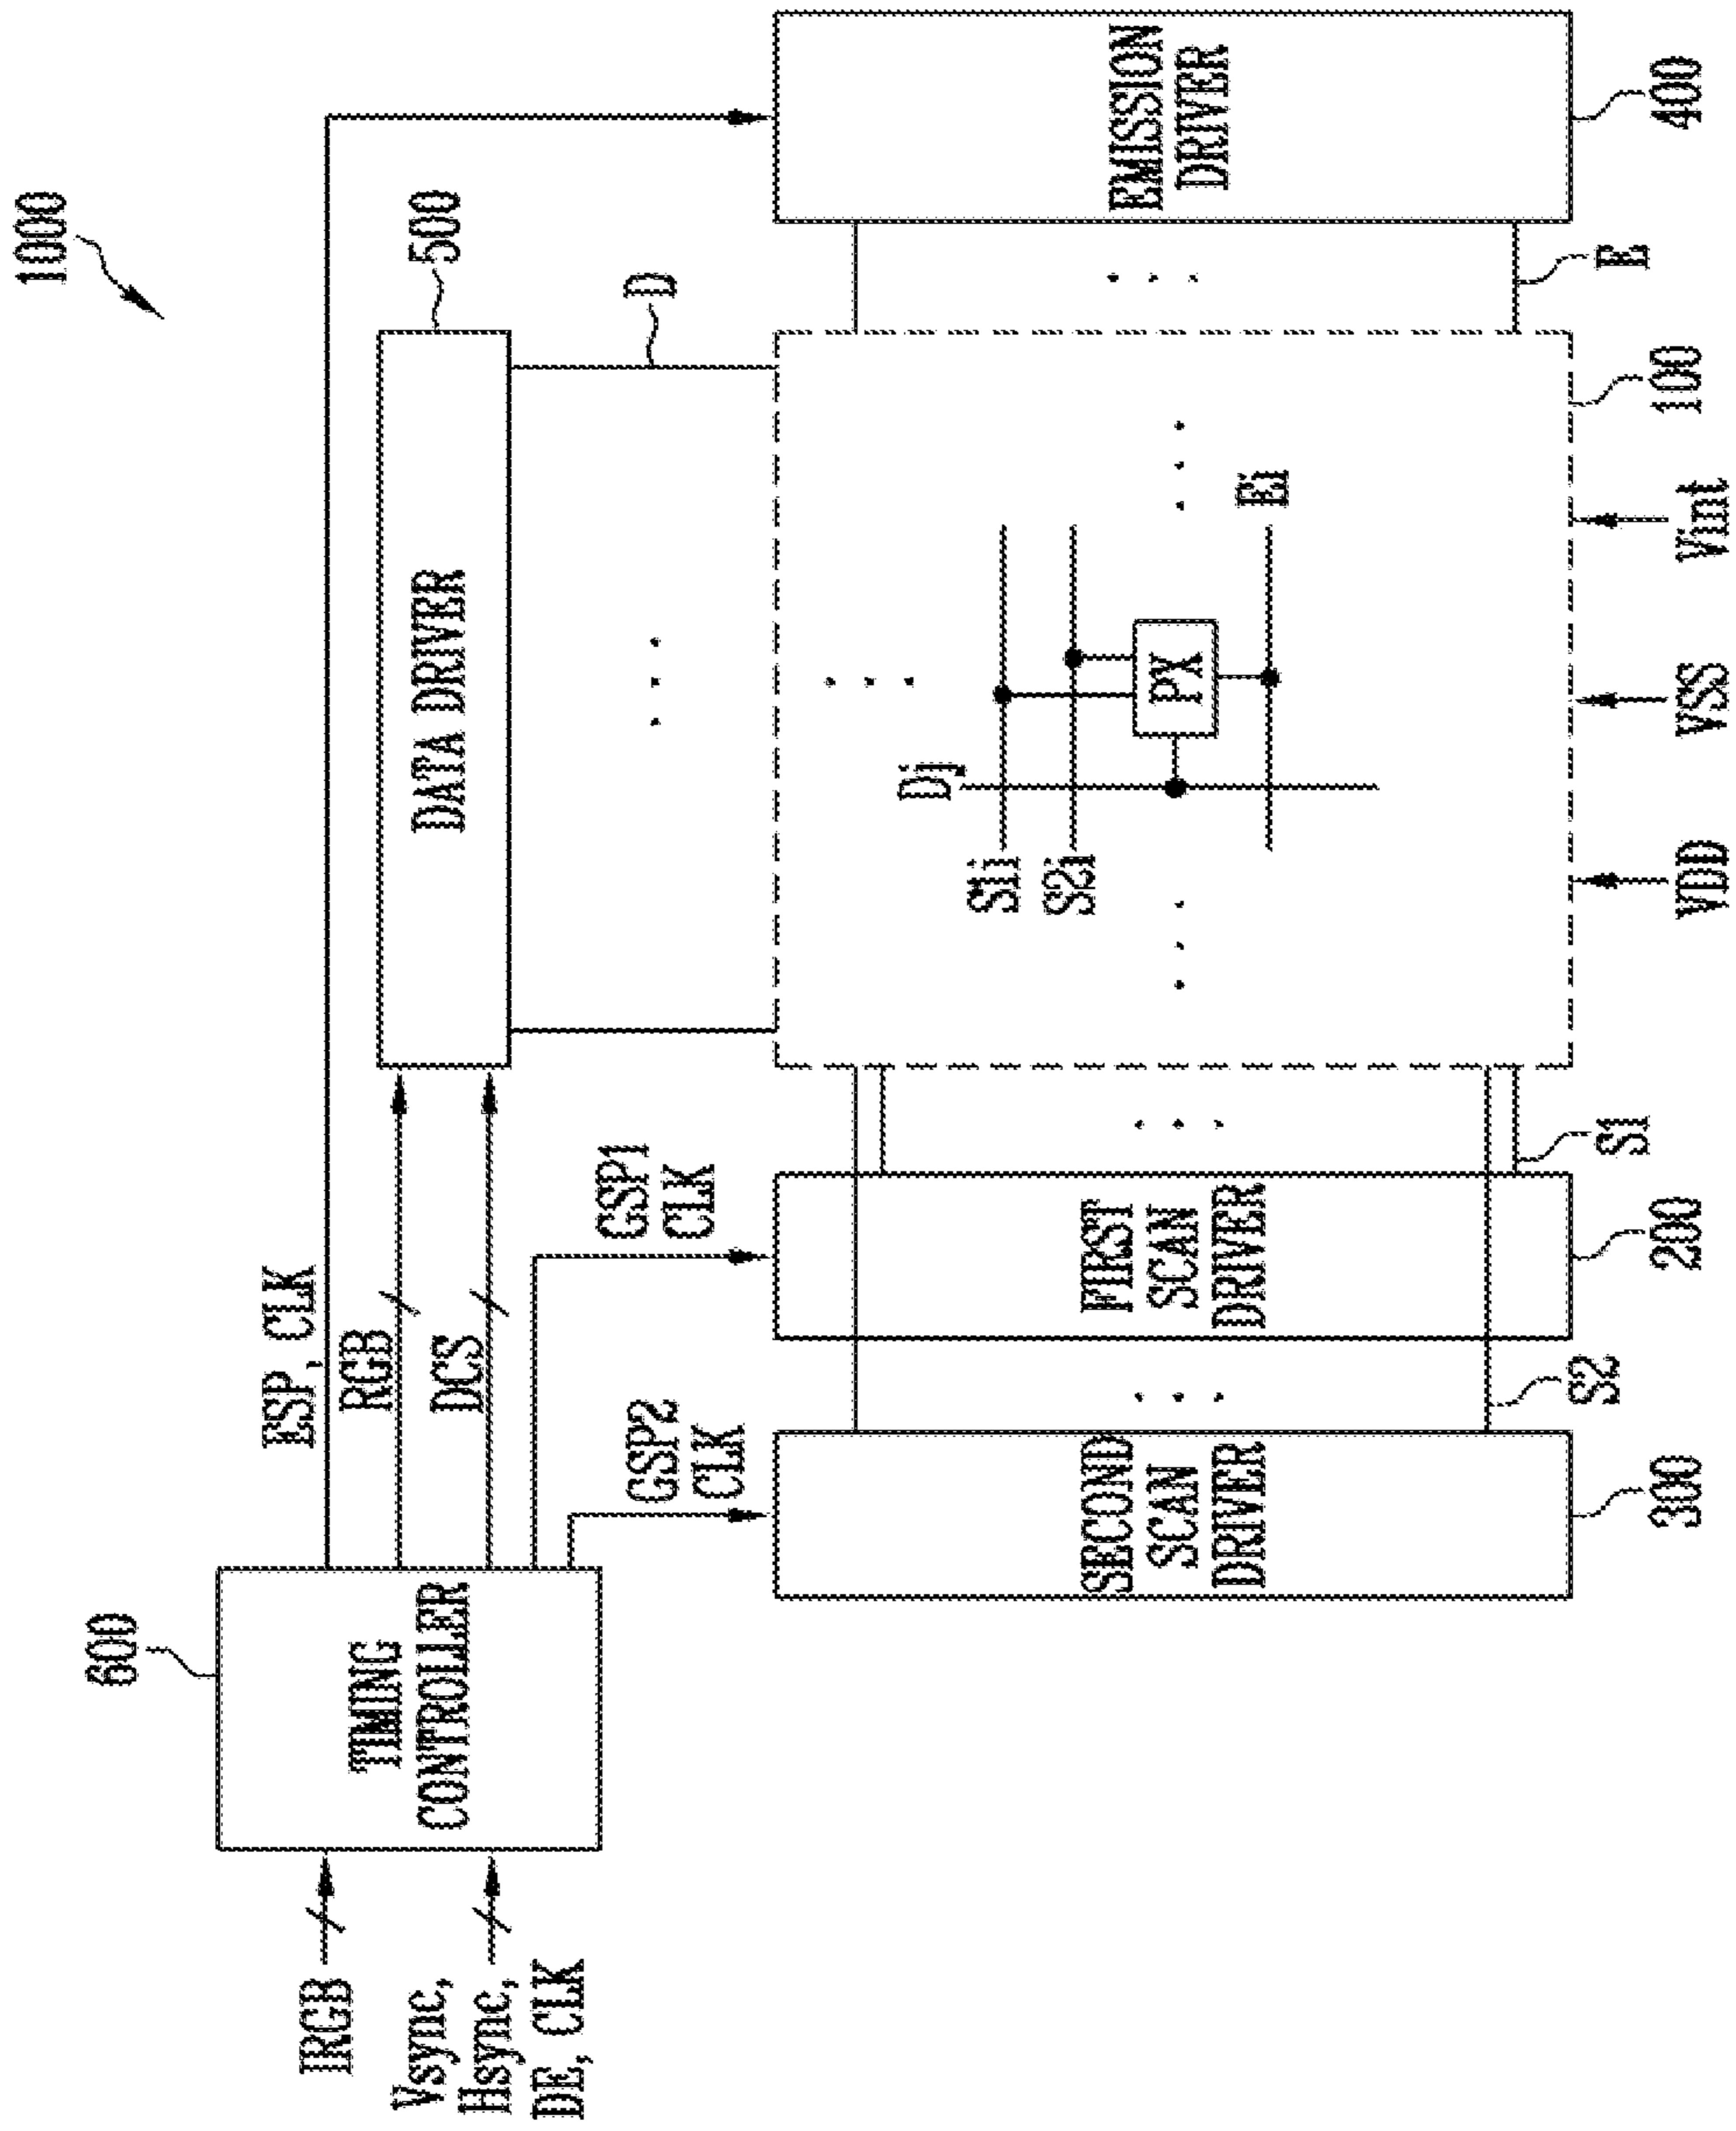 1000
600
IRGB
Vsync,
Hsync,
DE, CLK
TIMING
CONTROLLER
ESP, CLK
RGB
DCS
GSP1
CLK
GSP2
CLK
500
DATA DRIVER
D
SECOND
SCAN
DRIVER
300
S2
FIRST
SCAN
DRIVER
200
S1
Dj
S1i
S2i
PX
Ei
100
VDD
VSS
Vint
E
EMISSION
DRIVER
400